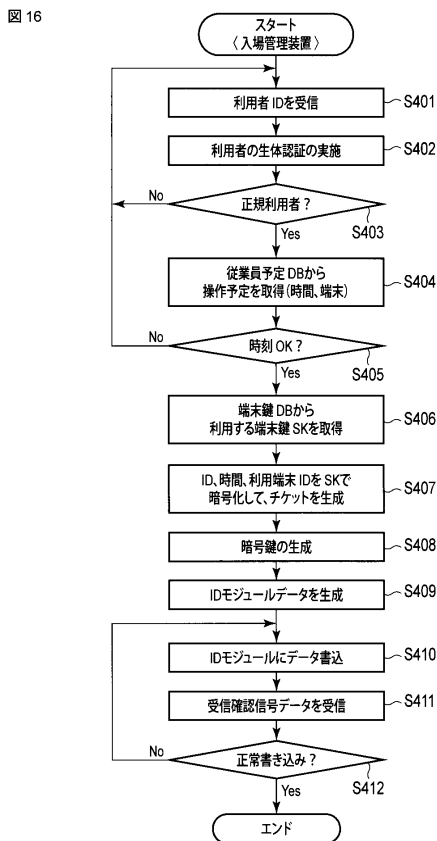 図 16
スタート
〈 入場管理装置 〉
利用者 IDを受信
S401
利用者の生体認証の実施
S402
No
正規利用者？
S403
Yes
従業員予定 DBから
操作予定を取得（時間、端末）
S404
No
時刻 OK？
S405
Yes
端末鍵 DBから
利用する端末鍵 SKを取得
S406
ID、時間、利用端末 IDを SKで
暗号化して、チケットを生成
S407
暗号鍵の生成
S408
IDモジュールデータを生成
S409
IDモジュールにデータ書込
S410
受信確認信号データを受信
S411
No
正常書き込み？
S412
Yes
エンド